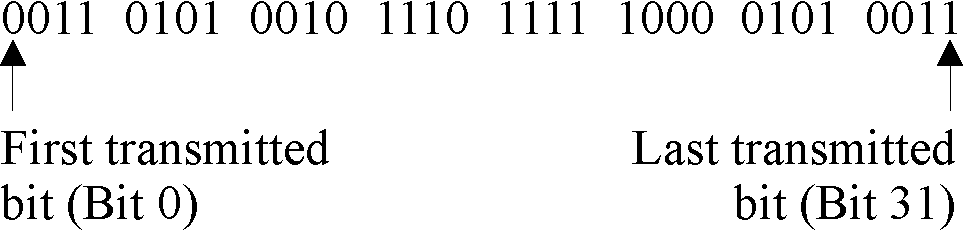 0011 0101 0010 1110 1111 1000 0101 0011
First transmitted
bit (Bit 0)
Last transmitted
bit (Bit 31)